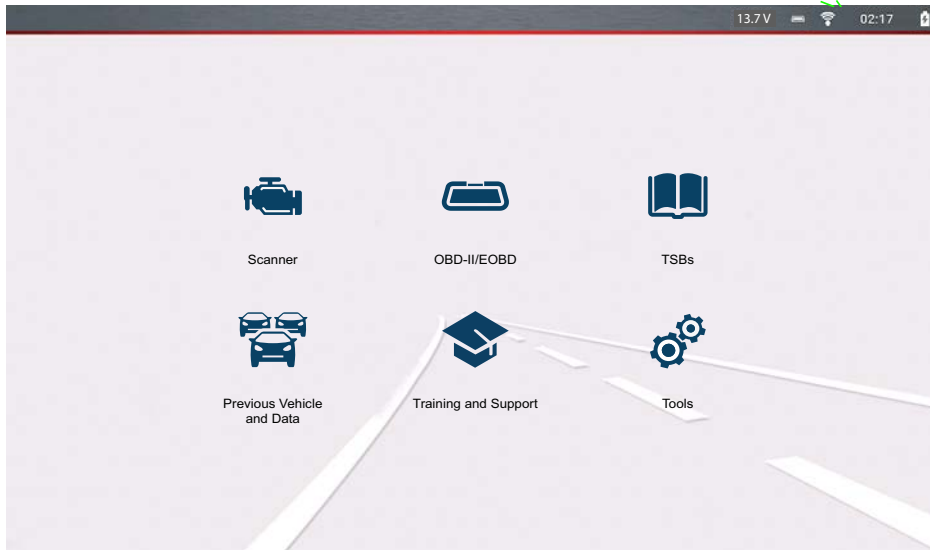 13.7 V 02:17
Scanner
OBD-II/EOBD
TSBs
Previous Vehicle
and Data
Training and Support
Tools